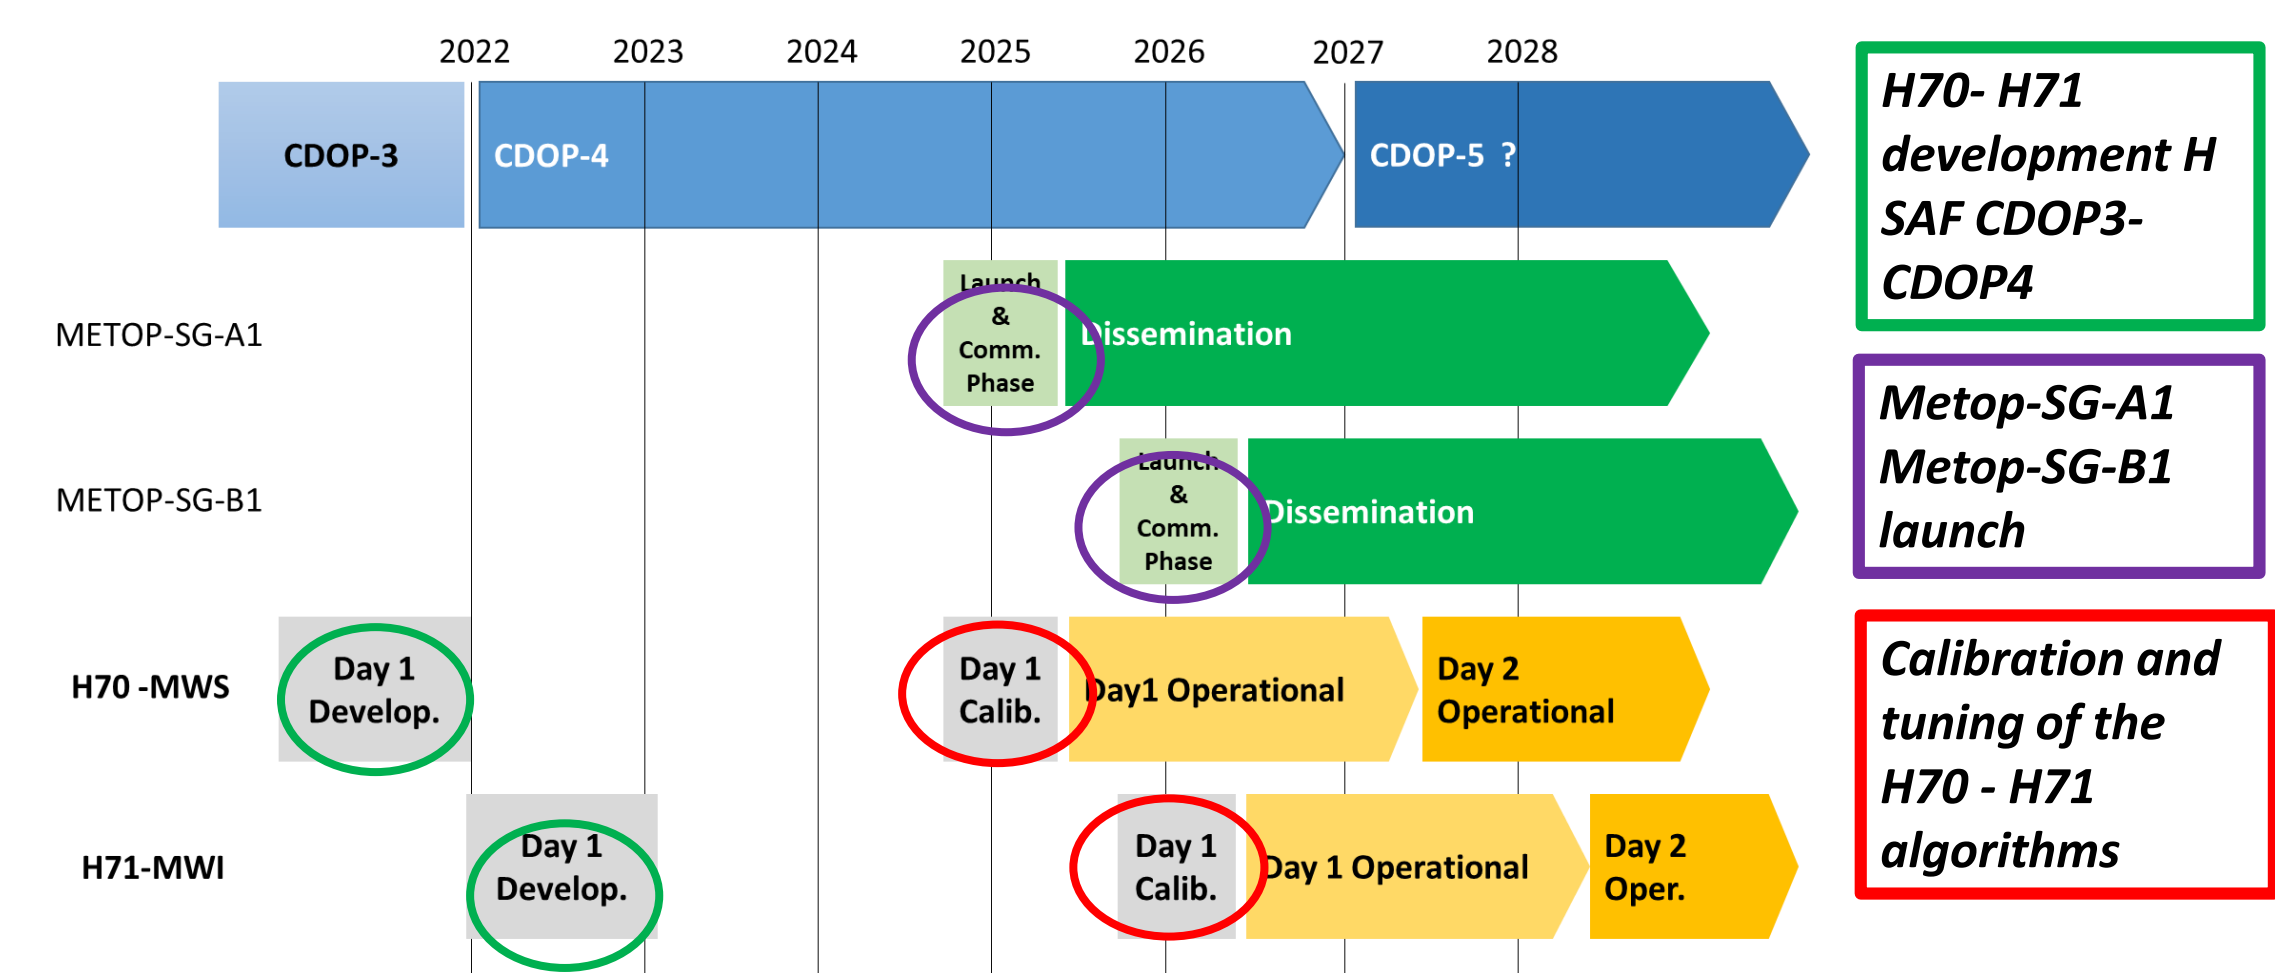 2022 2023 2024 2025 2026 2027 2028
CDOP-3
CDOP-4
CDOP-5 ?
METOP-SG-A1
Launch
&
Comm.
Phase
Dissemination
METOP-SG-B1
Launch
&
Comm.
Phase
Dissemination
H70 -MWS
Day 1
Develop.
Day 1
Calib.
Day1 Operational
Day 2
Operational
H71-MWI
Day 1
Develop.
Day 1
Calib.
Day 1 Operational
Day 2
Oper.
H70- H71
development H
SAF CDOP3-
CDOP4
Metop-SG-A1
Metop-SG-B1
launch
Calibration and
tuning of the
H70 - H71
algorithms